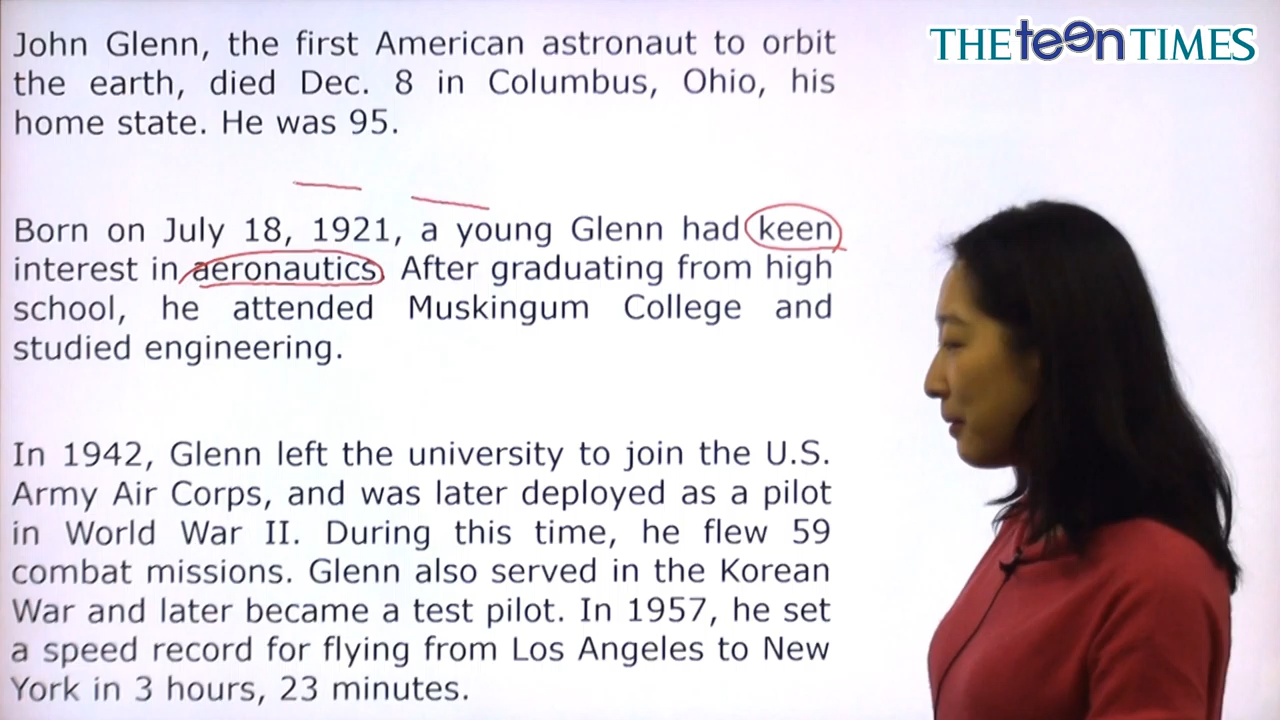 THE teen TIMES
John Glenn, the first American astronaut to orbit
the earth, died Dec. 8 in Columbus, Ohio, his
home state. He was 95.
Born on July 18, 1921, a young Glenn had keen
interest in aeronautics. After graduating from high
school, he attended Muskingum College and
studied engineering.
In 1942, Glenn left the university to join the U.S.
Army Air Corps, and was later deployed as a pilot
in World War II. During this time, he flew 59
combat missions. Glenn also served in the Korean
War and later became a test pilot. In 1957, he set
a speed record for flying from Los Angeles to New
York in 3 hours, 23 minutes.